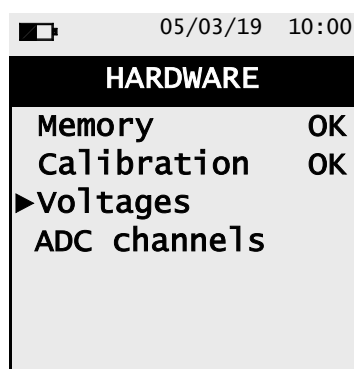 05/03/19 10:00
HARDWARE
Memory OK
Calibration OK
►Voltages
ADC channels